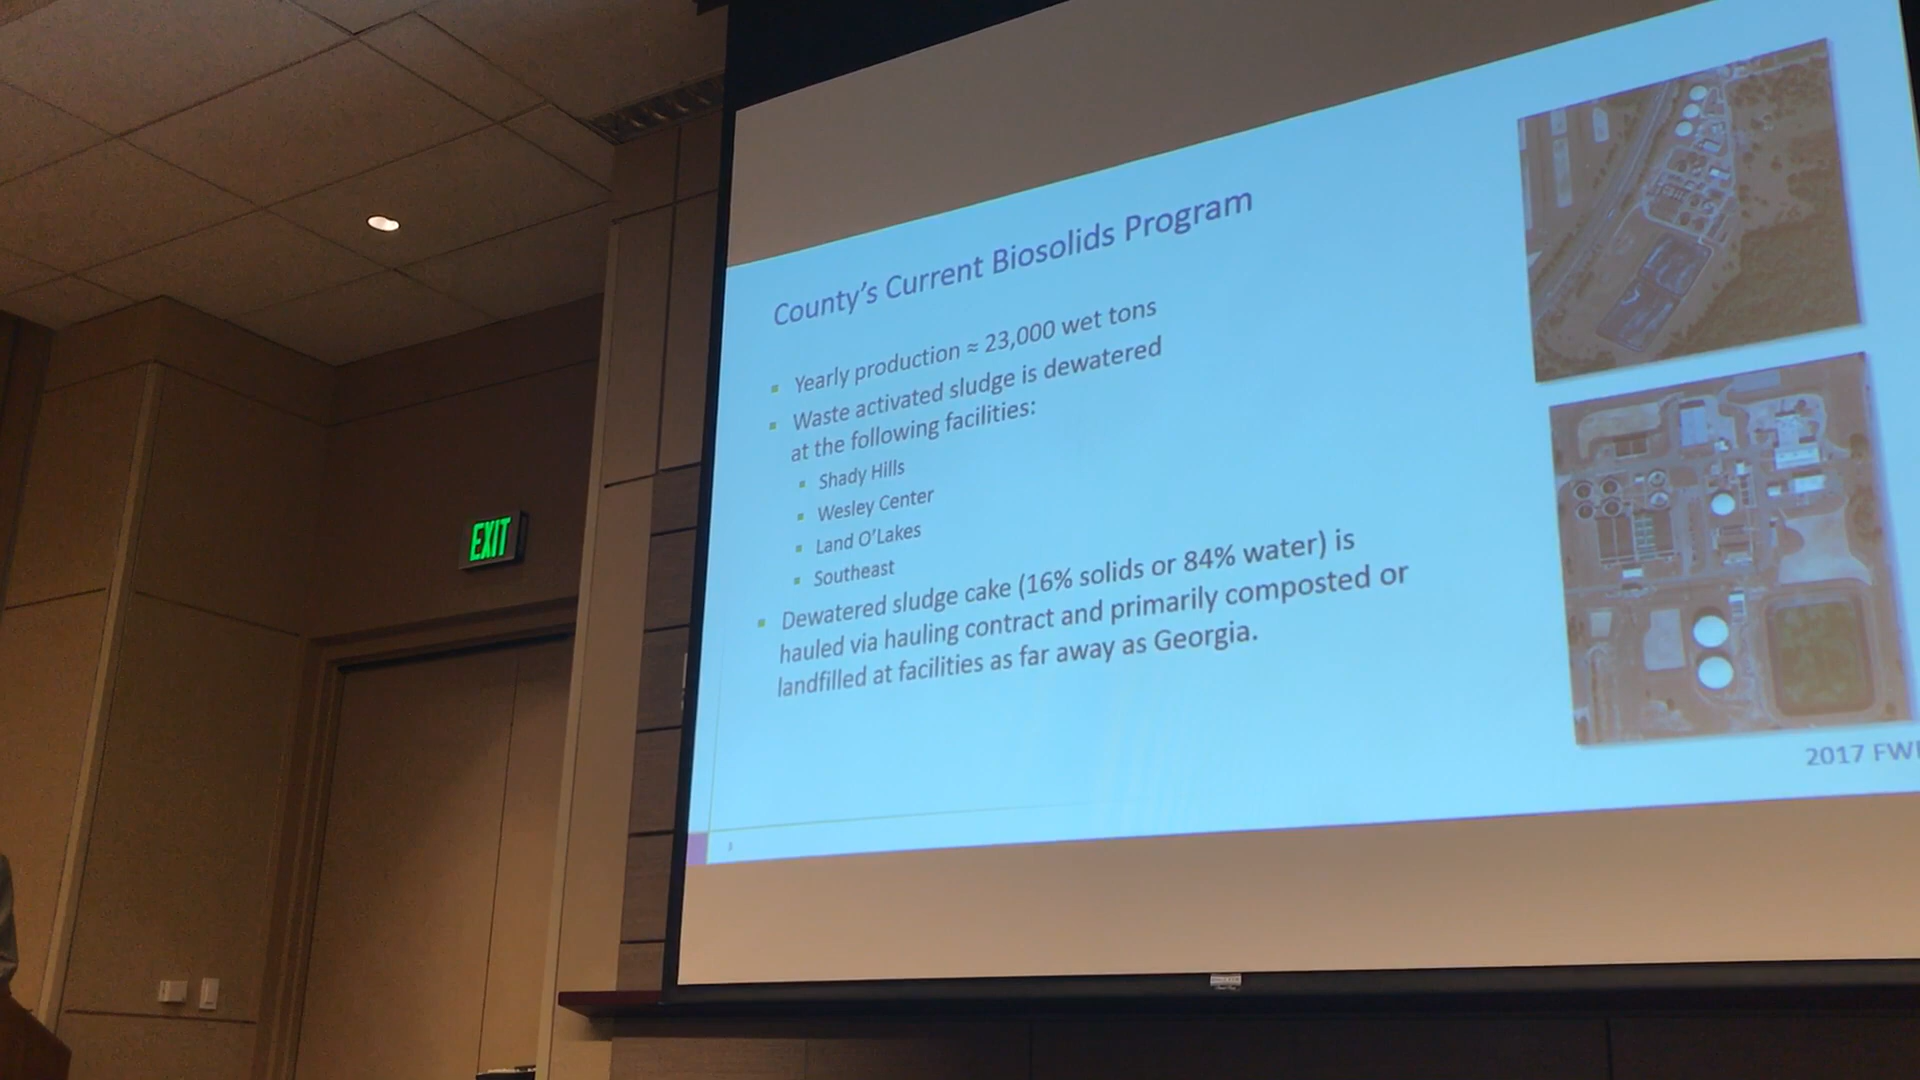 County's Current Biosolids Program
Yearly production ≈ 23,000 wet tons
Waste activated sludge is dewatered
at the following facilities:
Shady Hills
Wesley Center
Land O'Lakes
Southeast
Dewatered sludge cake (16% solids or 84% water) is
hauled via hauling contract and primarily composted or
landfilled at facilities as far away as Georgia.
2017 FW
EXIT